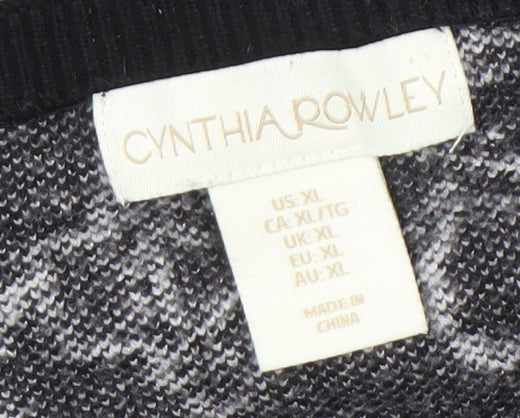 CYNTHIA ROWLEY
US: XL
CA: XL/TG
UK: XL
EU: XL
AU: XL
MADE IN
CHINA